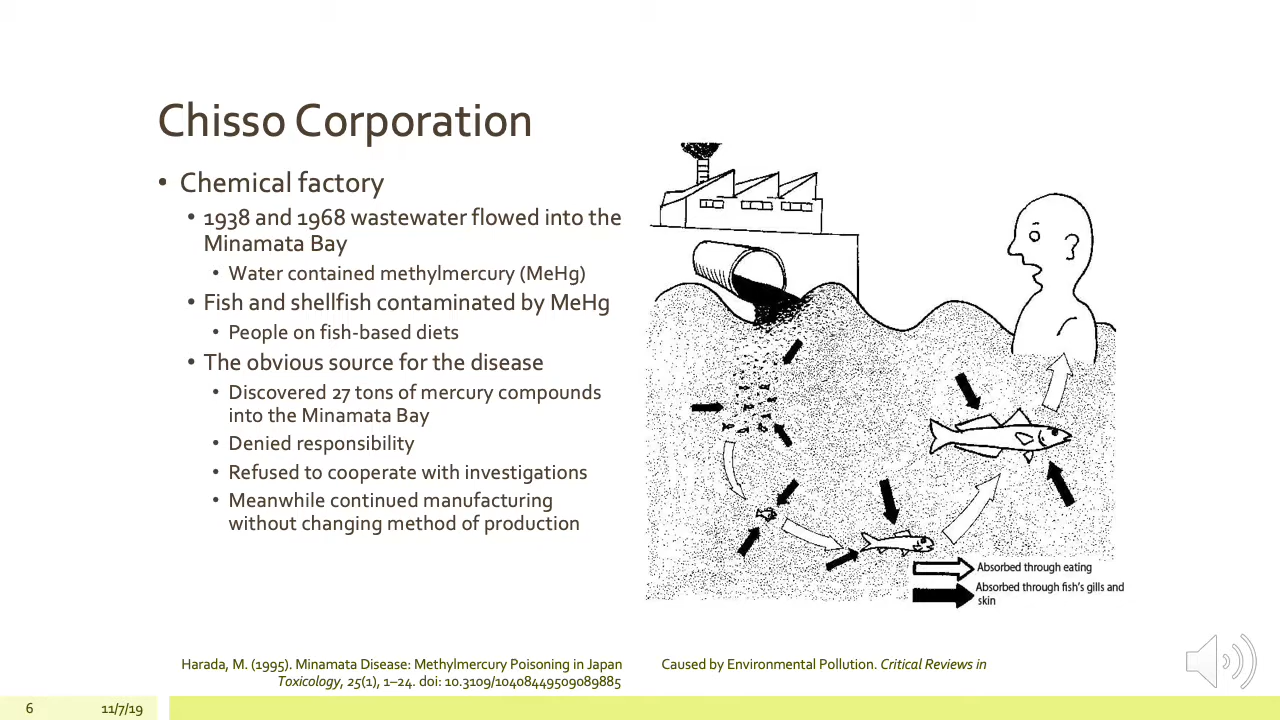 Chisso Corporation
• Chemical factory
• 1938 and 1968 wastewater flowed into the
Minamata Bay
• Water contained methylmercury (MeHg)
• Fish and shellfish contaminated by MeHg
• People on fish-based diets
• The obvious source for the disease
• Discovered 27 tons of mercury compounds
into the Minamata Bay
• Denied responsibility
• Refused to cooperate with investigations
• Meanwhile continued manufacturing
without changing method of production
Absorbed through eating
Absorbed through fish's gills and
skin
Harada, M. (1995). Minamata Disease: Methylmercury Poisoning in Japan
Toxicology, 25(1), 1–24. doi: 10.3109/10408449509089885
Caused by Environmental Pollution. Critical Reviews in
6
11/7/19